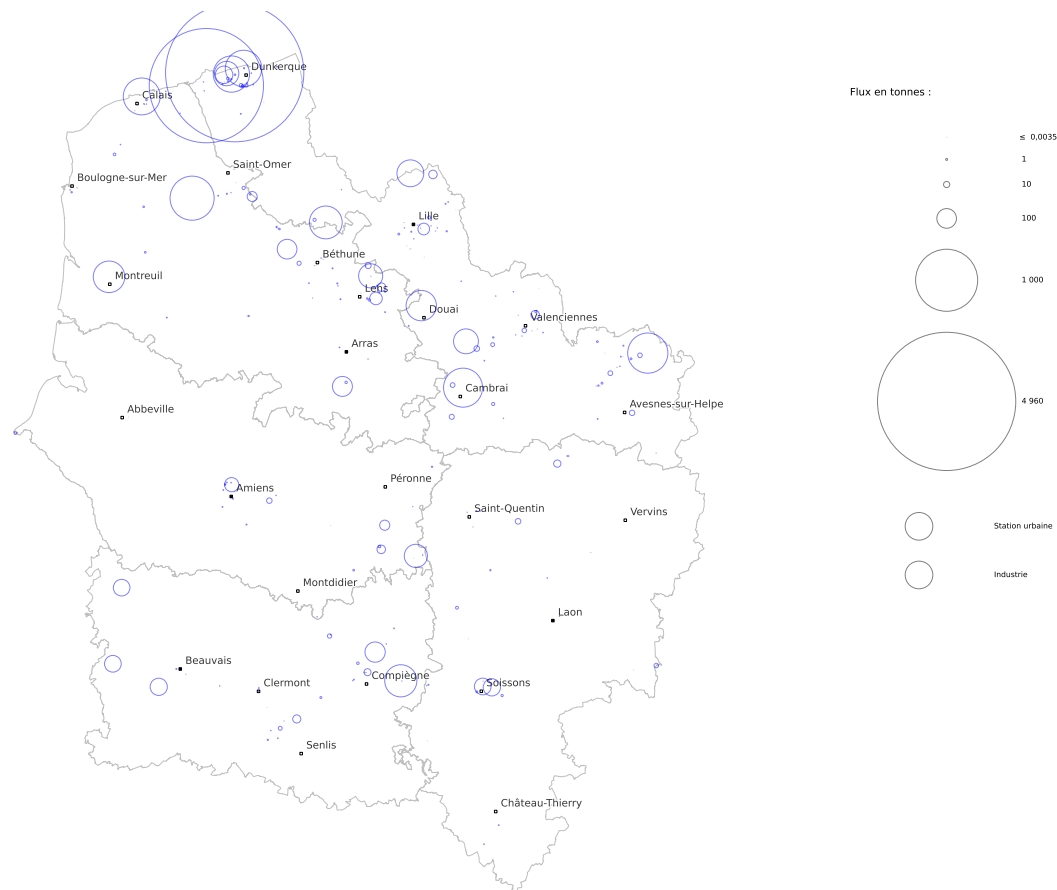 Dunkerque
Calais
Saint-Omer
Boulogne-sur-Mer
Lille
Béthune
Montreuil
Lens
Douai
Valenciennes
Arras
Cambrai
Avesnes-sur-Helpe
Abbeville
Amiens
Péronne
Saint-Quentin
Vervins
Montdidier
Laon
Beauvais
Clermont
Compiègne
Soissons
Senlis
Château-Thierry
Flux en tonnes :
≤ 0,0035
1
10
100
1 000
4 960
Station urbaine
Industrie